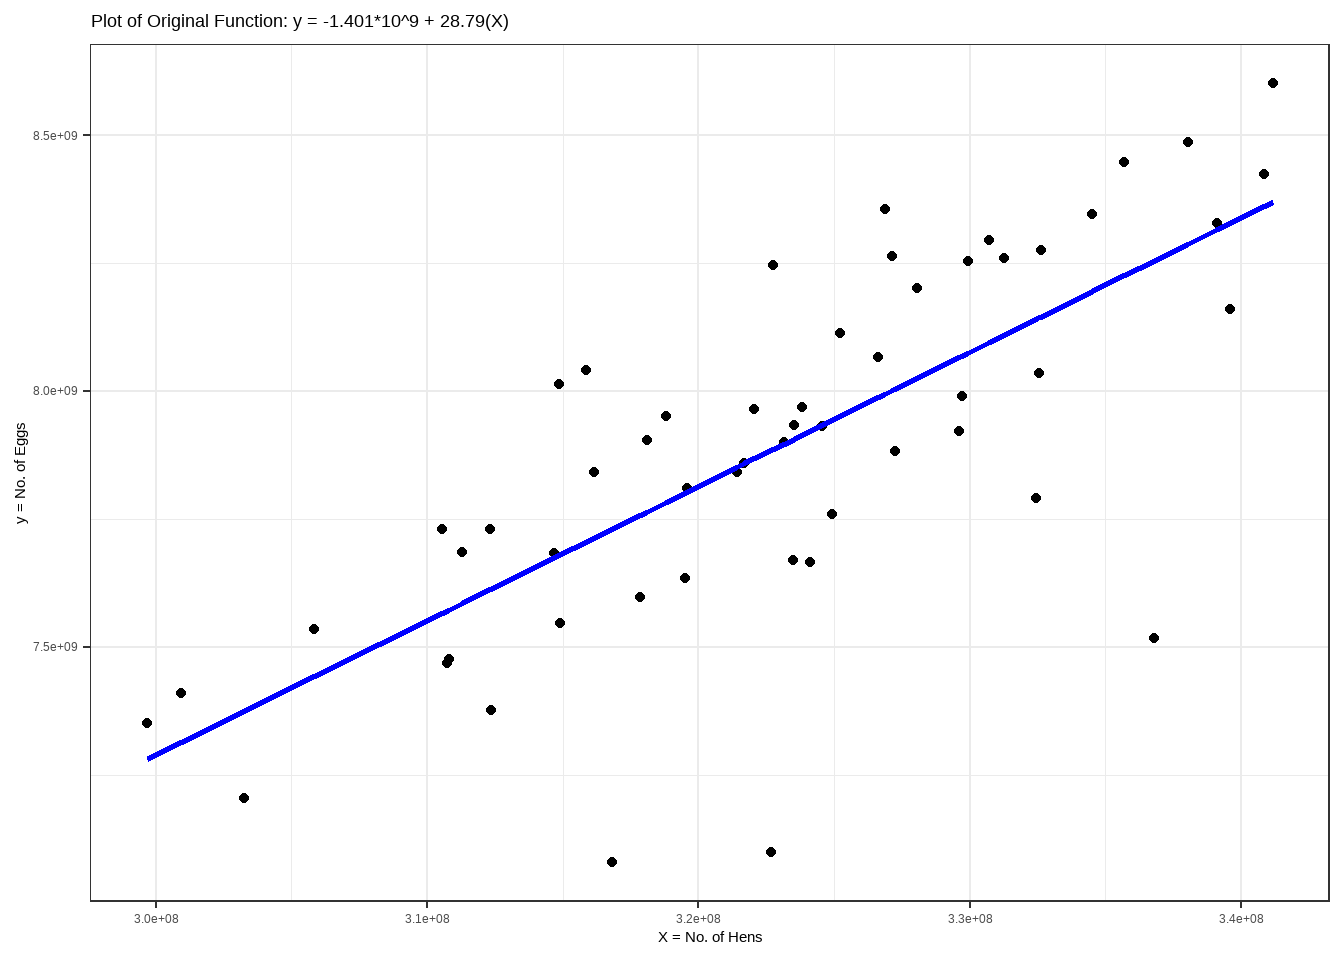 Plot of Original Function: y = -1.401*10^9 + 28.79(X)
8.5e+09
8.0e+09
7.5e+09
y = No. of Eggs
3.0e+08 3.1e+08 3.2e+08 3.3e+08 3.4e+08
X = No. of Hens